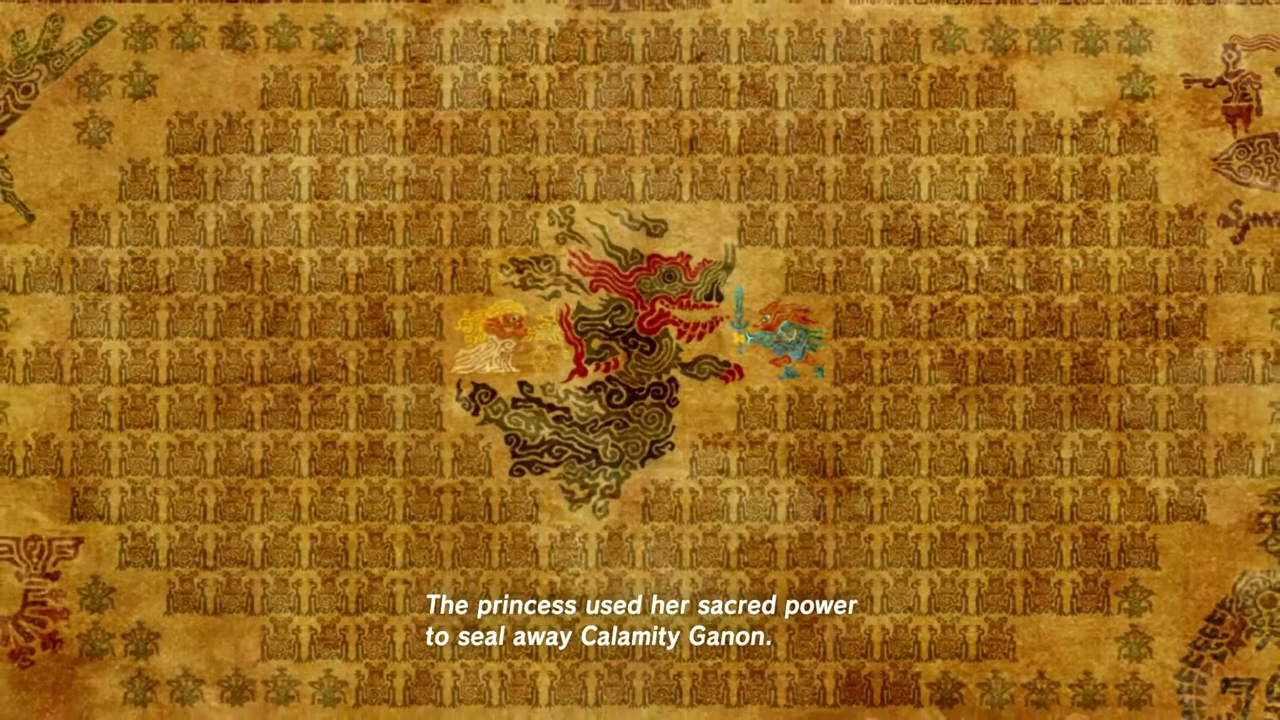 The princess used her sacred power
to seal away Calamity Ganon.